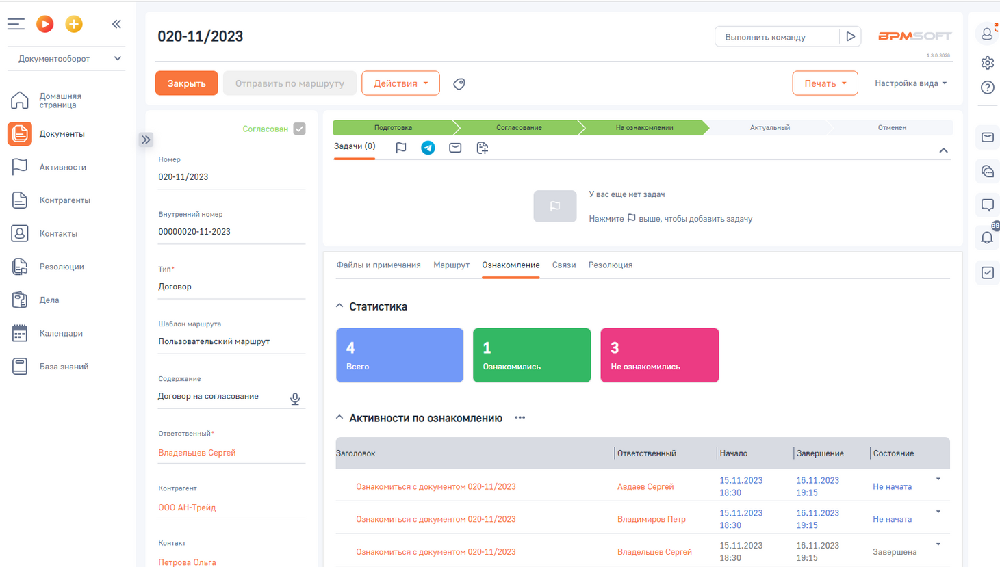 020-11/2023
Выполнить команду
BPMSOFT
1.3.0.3026
Документооборот
Закрыть
Отправить по маршруту
Действия
Печать
Настройка вида
Домашняя
страница
Документы
Активности
Контрагенты
Контакты
Резолюции
Дела
Календари
База знаний
Согласован
Номер
020-11/2023
Внутренний номер
00000020-11-2023
Тип*
Договор
Шаблон маршрута
Пользовательский маршрут
Содержание
Договор на согласование
Ответственный*
Владельцев Сергей
Контрагент
ООО АН-Трейд
Контакт
Петрова Ольга
Подготовка
Согласование
На ознакомлении
Актуальный
Отменен
Задачи (0)
У вас еще нет задач
Нажмите выше, чтобы добавить задачу
Файлы и примечания
Маршрут
Ознакомление
Связи
Резолюция
Статистика
4
Всего
1
Ознакомились
3
Не ознакомились
Активности по ознакомлению
Заголовок Ответственный Начало Завершение Состояние
Ознакомиться с документом 020-11/2023 Авдаев Сергей 15.11.2023 18:30 16.11.2023 19:15 Не начата
Ознакомиться с документом 020-11/2023 Владимиров Петр 15.11.2023 18:30 16.11.2023 19:15 Не начата
Ознакомиться с документом 020-11/2023 Владельцев Сергей 15.11.2023 18:30 16.11.2023 19:15 Завершена
99